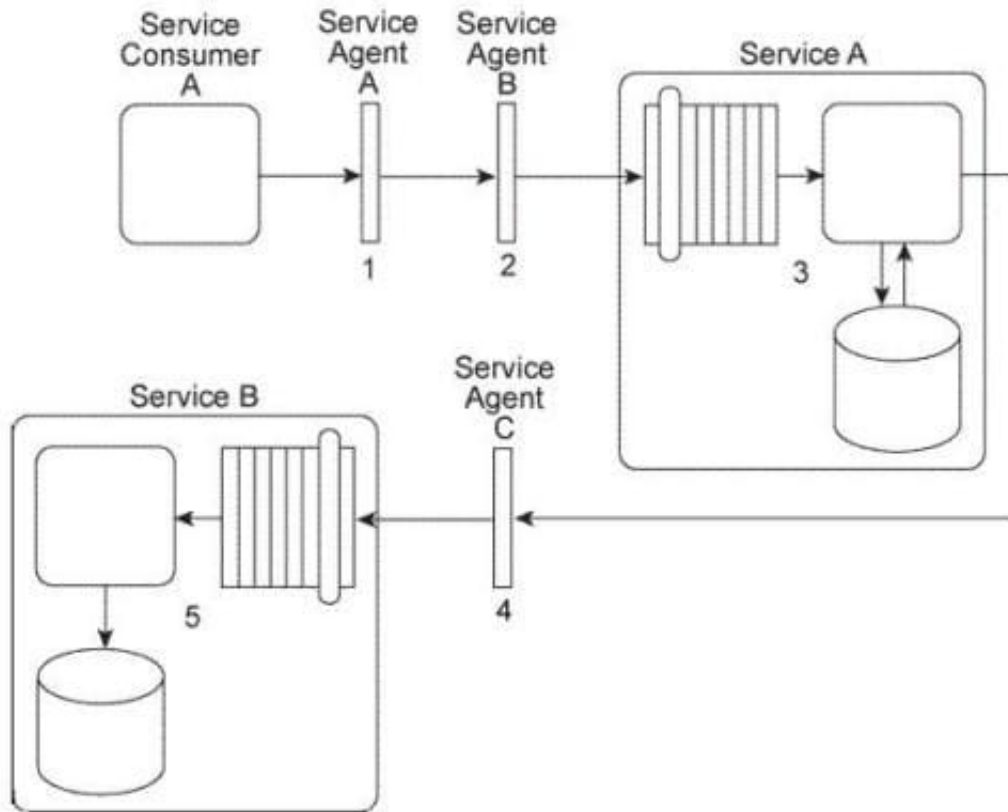 Service
Consumer
A
Service
Agent
A
Service
Agent
B
Service A
1
2
3
Service
Agent
C
Service B
4
5